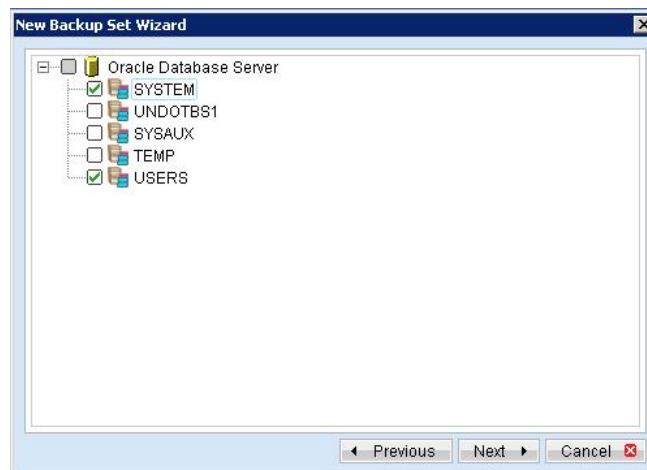 New Backup Set Wizard
Oracle Database Server
SYSTEM
UNDOTBS1
SYSAUX
TEMP
USERS
Previous Next Cancel